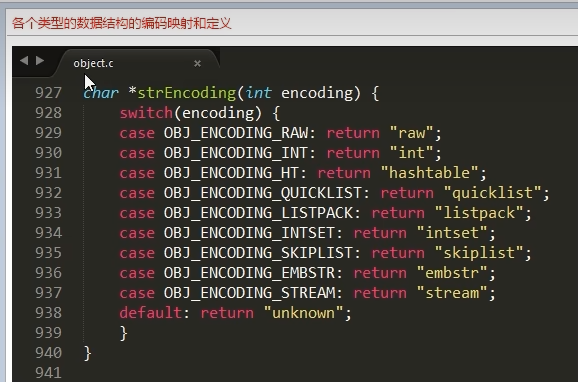 各个类型的数据结构的编码映射和定义
object.c ×
927 char *strEncoding(int encoding) {
928 switch(encoding) {
929 case OBJ_ENCODING_RAW: return "raw";
930 case OBJ_ENCODING_INT: return "int";
931 case OBJ_ENCODING_HT: return "hashtable";
932 case OBJ_ENCODING_QUICKLIST: return "quicklist";
933 case OBJ_ENCODING_LISTPACK: return "listpack";
934 case OBJ_ENCODING_INTSET: return "intset";
935 case OBJ_ENCODING_SKIPLIST: return "skiplist";
936 case OBJ_ENCODING_EMBSTR: return "embstr";
937 case OBJ_ENCODING_STREAM: return "stream";
938 default: return "unknown";
939 }
940 }
941